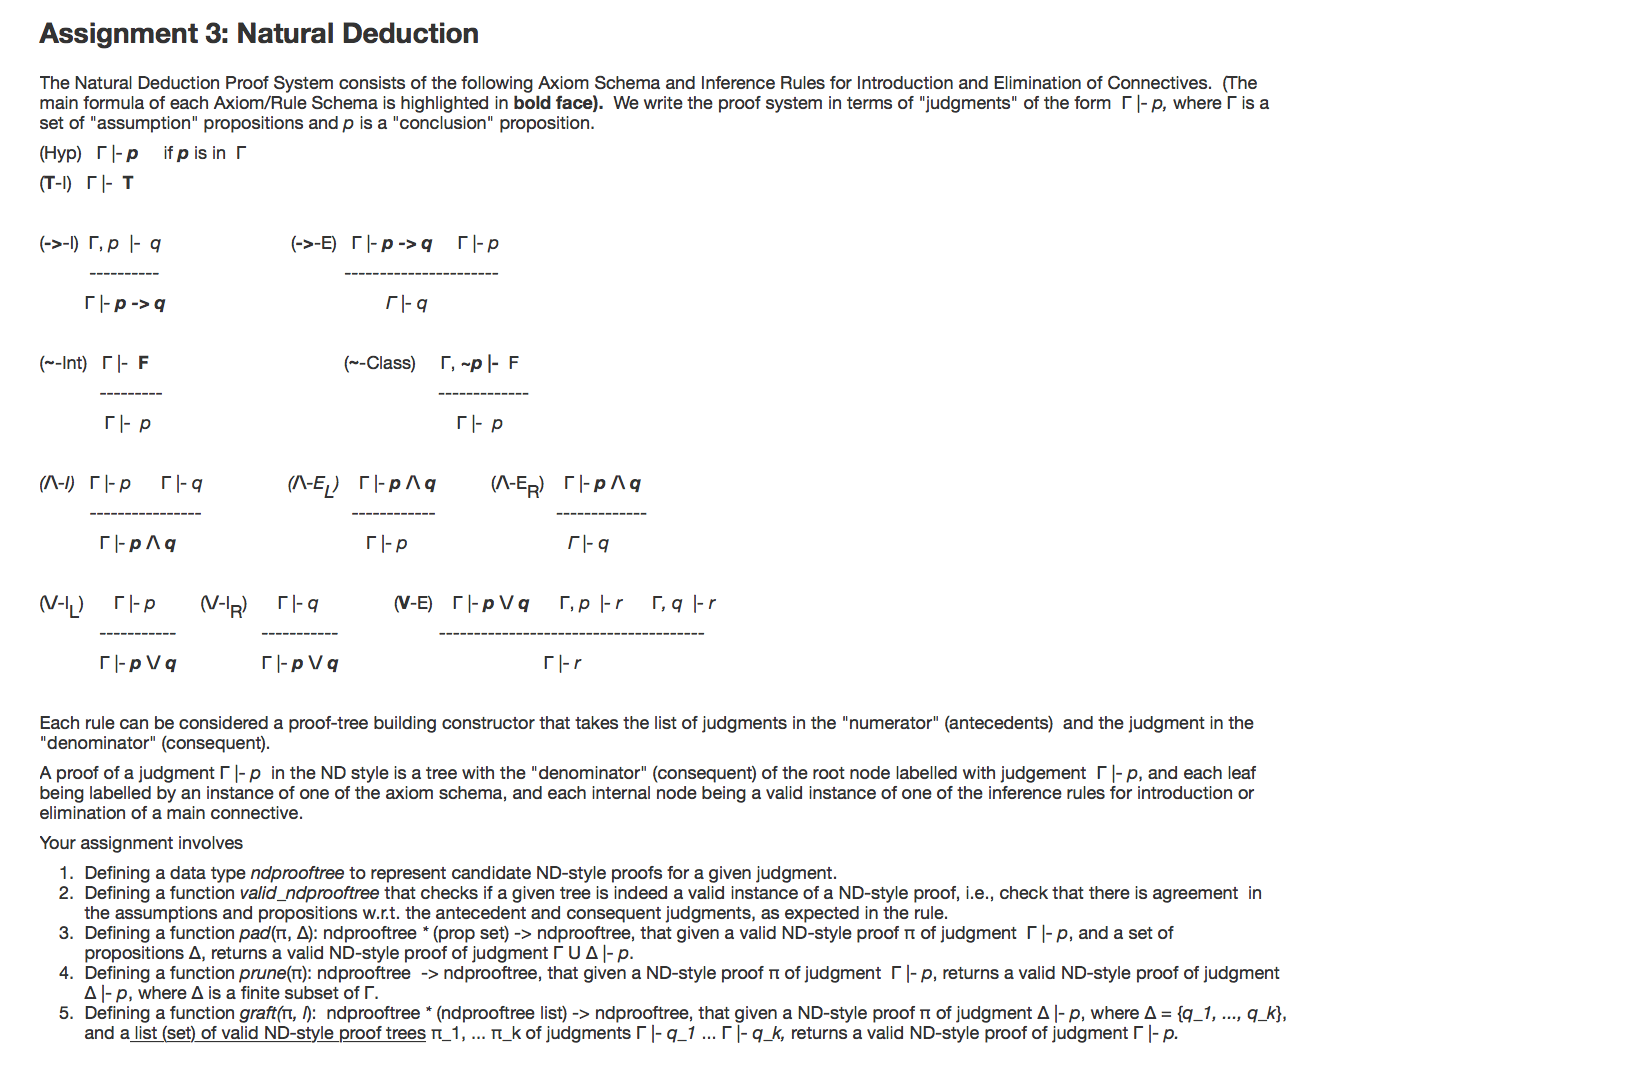 Assignment 3: Natural Deduction
The Natural Deduction Proof System consists of the following Axiom Schema and Inference Rules for Introduction and Elimination of Connectives.  (The
main formula of each Axiom/Rule Schema is highlighted in bold face).  We write the proof system in terms of "judgments" of the form  Γ |- p, where Γ is a
set of "assumption" propositions and p is a "conclusion" proposition.
(Hyp)  Γ |- p    if p is in  Γ
(T-I)  Γ |-  T
(->-I)  Γ, p  |-  q    (->-E)  Γ |- p -> q    Γ |- p
----------    ----------------------
Γ |- p -> q    Γ |- q
(~-Int)  Γ |-  F    (~-Class)    Γ, ~p |-  F
---------    -------------
Γ |-  p    Γ |-  p
(Λ-I)  Γ |- p    Γ |- q    (Λ-E_L)  Γ |- p Λ q    (Λ-E_R)  Γ |- p Λ q
----------------    ------------    -------------
Γ |- p Λ q    Γ |- p    Γ |- q
(V-I_L)    Γ |- p    (V-I_R)    Γ |- q    (V-E)  Γ |- p V q    Γ, p  |- r    Γ, q  |- r
-----------    -----------    --------------------------------------
Γ |- p V q    Γ |- p V q    Γ |- r
Each rule can be considered a proof-tree building constructor that takes the list of judgments in the "numerator" (antecedents)  and the judgment in the
"denominator" (consequent).
A proof of a judgment Γ |- p  in the ND style is a tree with the "denominator" (consequent) of the root node labelled with judgement  Γ |- p, and each leaf
being labelled by an instance of one of the axiom schema, and each internal node being a valid instance of one of the inference rules for introduction or
elimination of a main connective.
Your assignment involves
1. Defining a data type ndprooftree to represent candidate ND-style proofs for a given judgment.
2. Defining a function valid_ndprooftree that checks if a given tree is indeed a valid instance of a ND-style proof, i.e., check that there is agreement  in
the assumptions and propositions w.r.t. the antecedent and consequent judgments, as expected in the rule.
3. Defining a function pad(π, Δ): ndprooftree * (prop set) -> ndprooftree, that given a valid ND-style proof π of judgment  Γ |- p, and a set of
propositions Δ, returns a valid ND-style proof of judgment Γ U Δ |- p.
4. Defining a function prune(π): ndprooftree  -> ndprooftree, that given a ND-style proof π of judgment  Γ |- p, returns a valid ND-style proof of judgment
Δ |- p, where Δ is a finite subset of Γ.
5. Defining a function graft(π, l):  ndprooftree * (ndprooftree list) -> ndprooftree, that given a ND-style proof π of judgment Δ |- p, where Δ = {q_1, ..., q_k},
and a list (set) of valid ND-style proof trees π_1, ... π_k of judgments Γ |- q_1 ... Γ |- q_k, returns a valid ND-style proof of judgment Γ |- p.